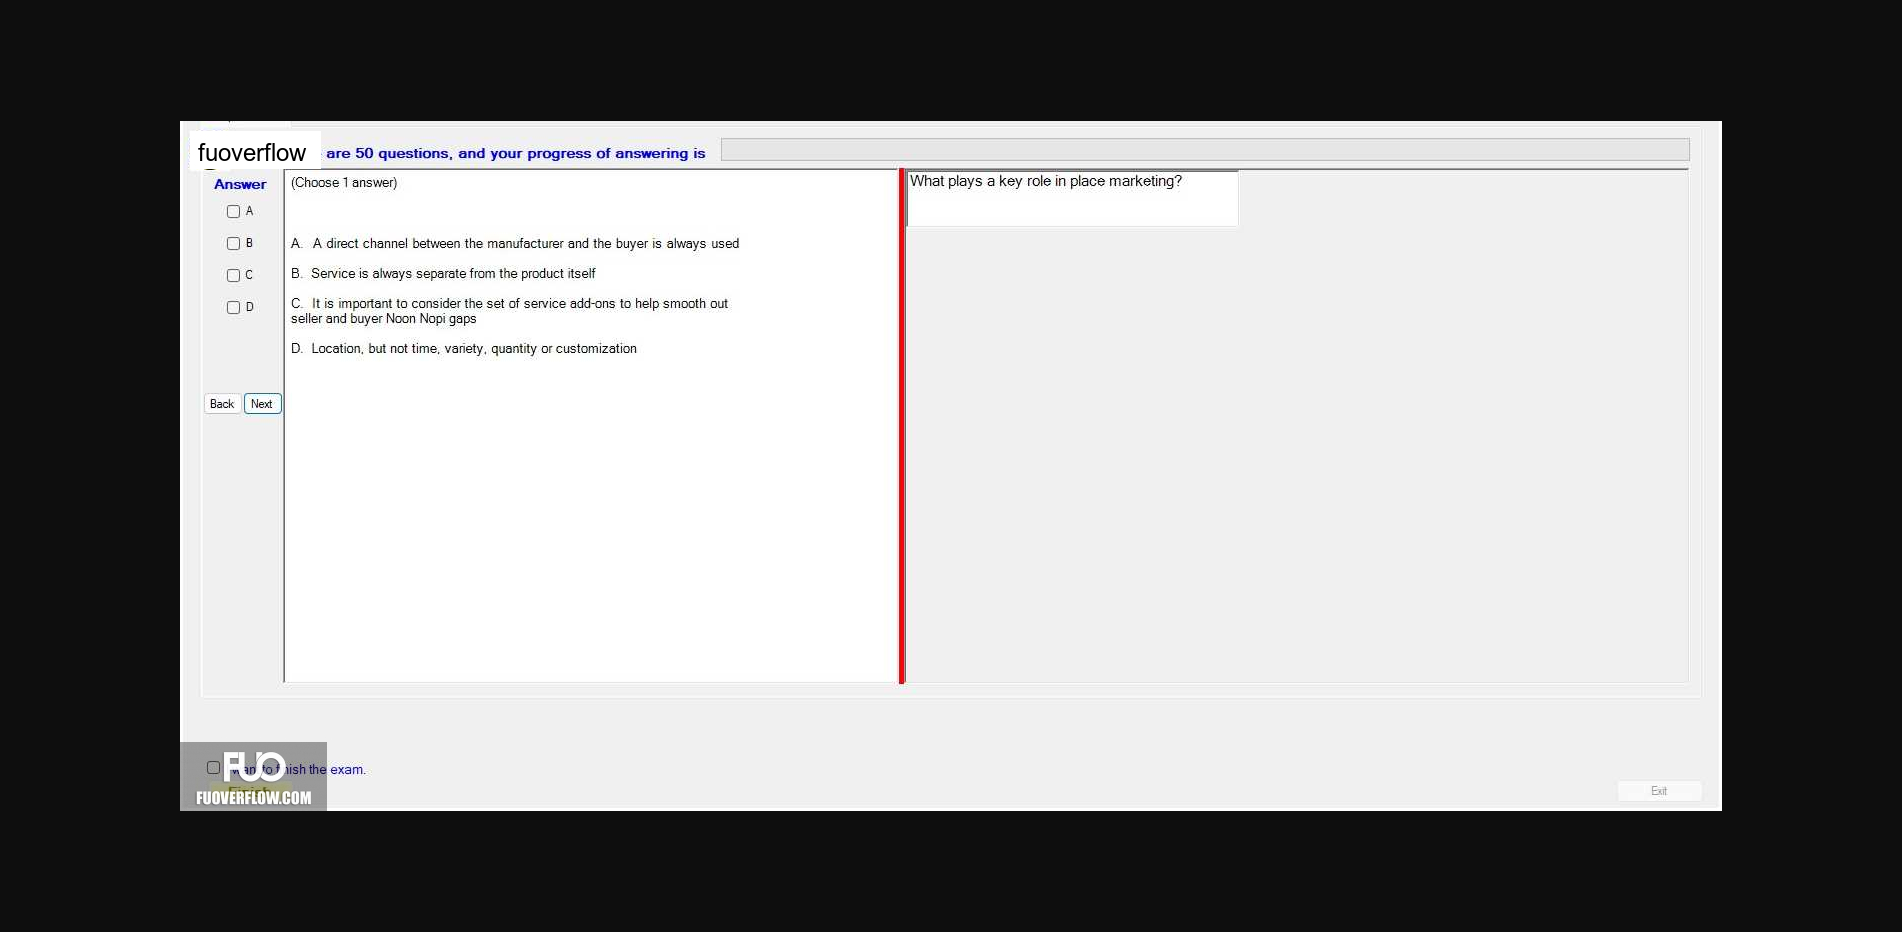 fuoverflow are 50 questions, and your progress of answering is
Answer
(Choose 1 answer)
What plays a key role in place marketing?
A
B
C
D
A. A direct channel between the manufacturer and the buyer is always used
B. Service is always separate from the product itself
C. It is important to consider the set of service add-ons to help smooth out
seller and buyer Noon Nopi gaps
D. Location, but not time, variety, quantity or customization
Back
Next
FUO
want to finish the exam.
Finish
FUOVERFLOW.COM
Exit